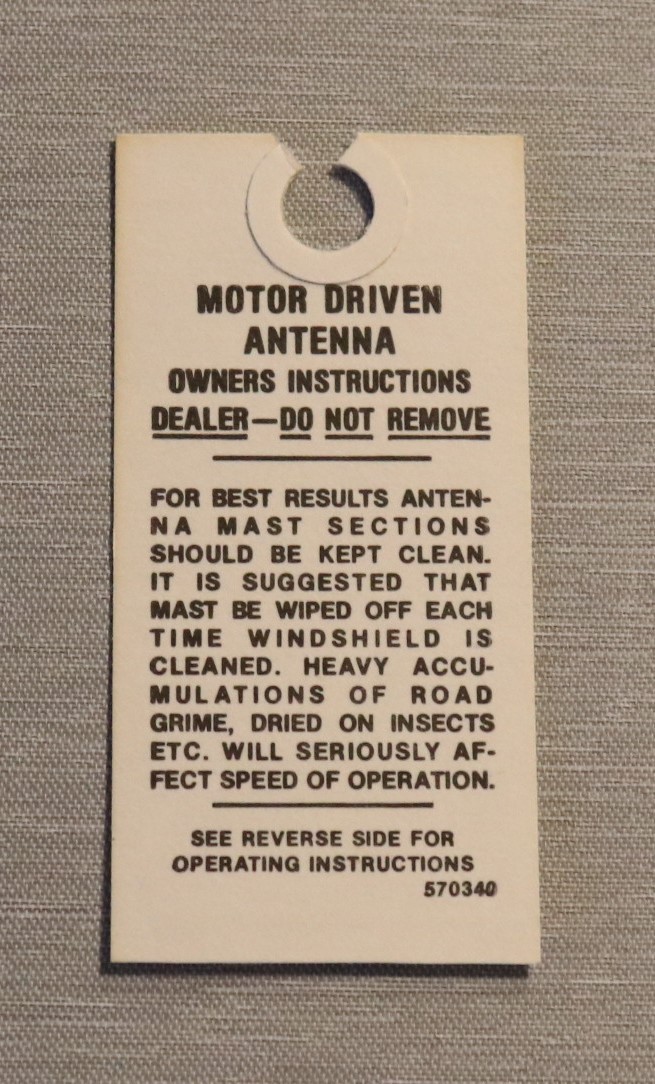 MOTOR DRIVEN
ANTENNA
OWNERS INSTRUCTIONS
DEALER—DO NOT REMOVE
FOR BEST RESULTS ANTEN-
NA MAST SECTIONS
SHOULD BE KEPT CLEAN.
IT IS SUGGESTED THAT
MAST BE WIPED OFF EACH
TIME WINDSHIELD IS
CLEANED. HEAVY ACCU-
MULATIONS OF ROAD
GRIME, DRIED ON INSECTS
ETC. WILL SERIOUSLY AF-
FECT SPEED OF OPERATION.
SEE REVERSE SIDE FOR
OPERATING INSTRUCTIONS
570340